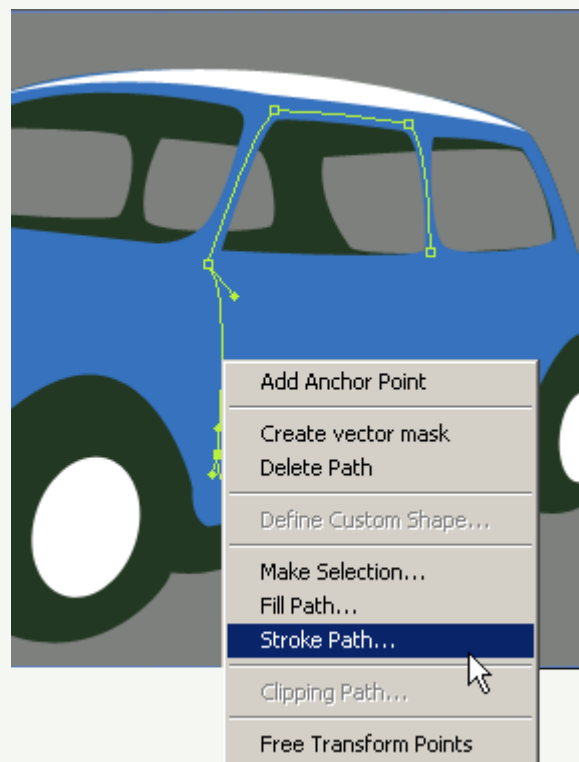 Add Anchor Point
Create vector mask
Delete Path
Define Custom Shape...
Make Selection...
Fill Path...
Stroke Path...
Clipping Path...
Free Transform Points